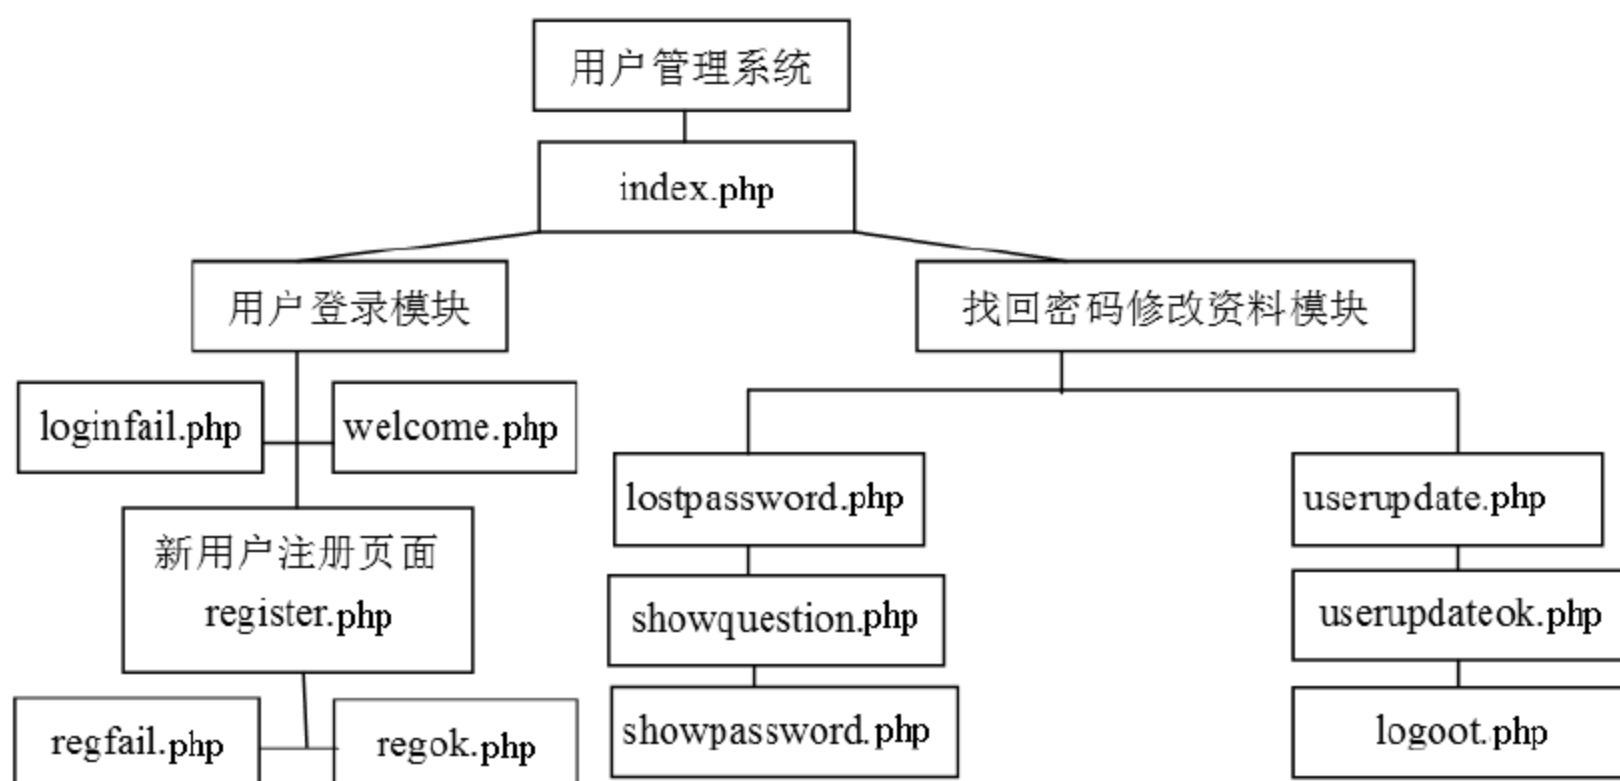 用户管理系统
index.php
用户登录模块
找回密码修改资料模块
loginfail.php
welcome.php
lostpassword.php
userupdate.php
新用户注册页面
register.php
showquestion.php
userupdateok.php
regfail.php
regok.php
showpassword.php
logoot.php